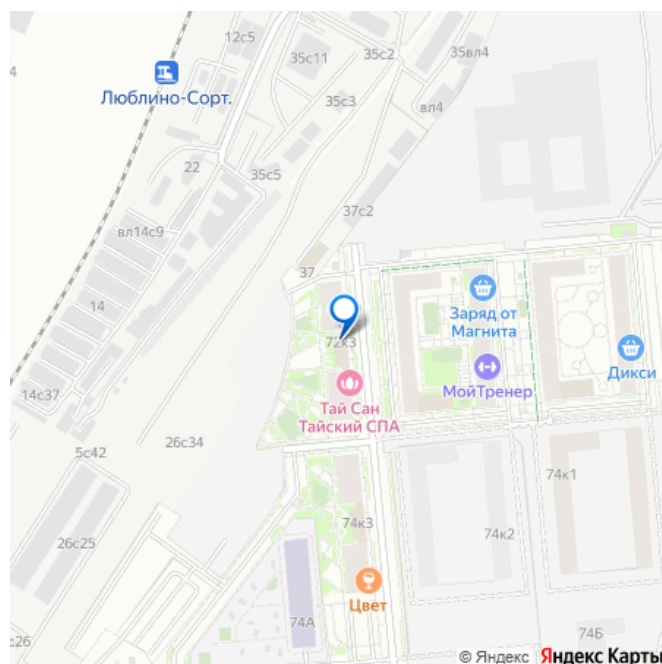 12с5
35с2
35вл4
35с11
4
Люблино-Сорт.
35с3
вл4
22
35с5
37с2
вл14с9
37
14
Заряд от
Магнита
72к3
Дикси
МойТренер
14с37
Тай Сан
Тайский СПА
26с34
5с42
74к1
74к3
74к2
26с25
Цвет
74А
74Б
с26
© Яндекс Яндекс Карты